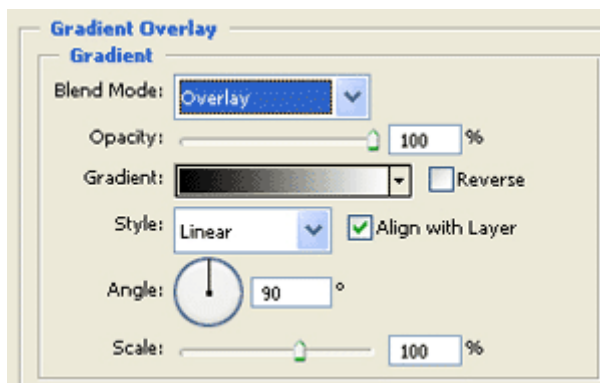 Gradient Overlay
Gradient
Blend Mode: Overlay
Opacity: 100 %
Gradient: Reverse
Style: Linear Align with Layer
Angle: 90 °
Scale: 100 %